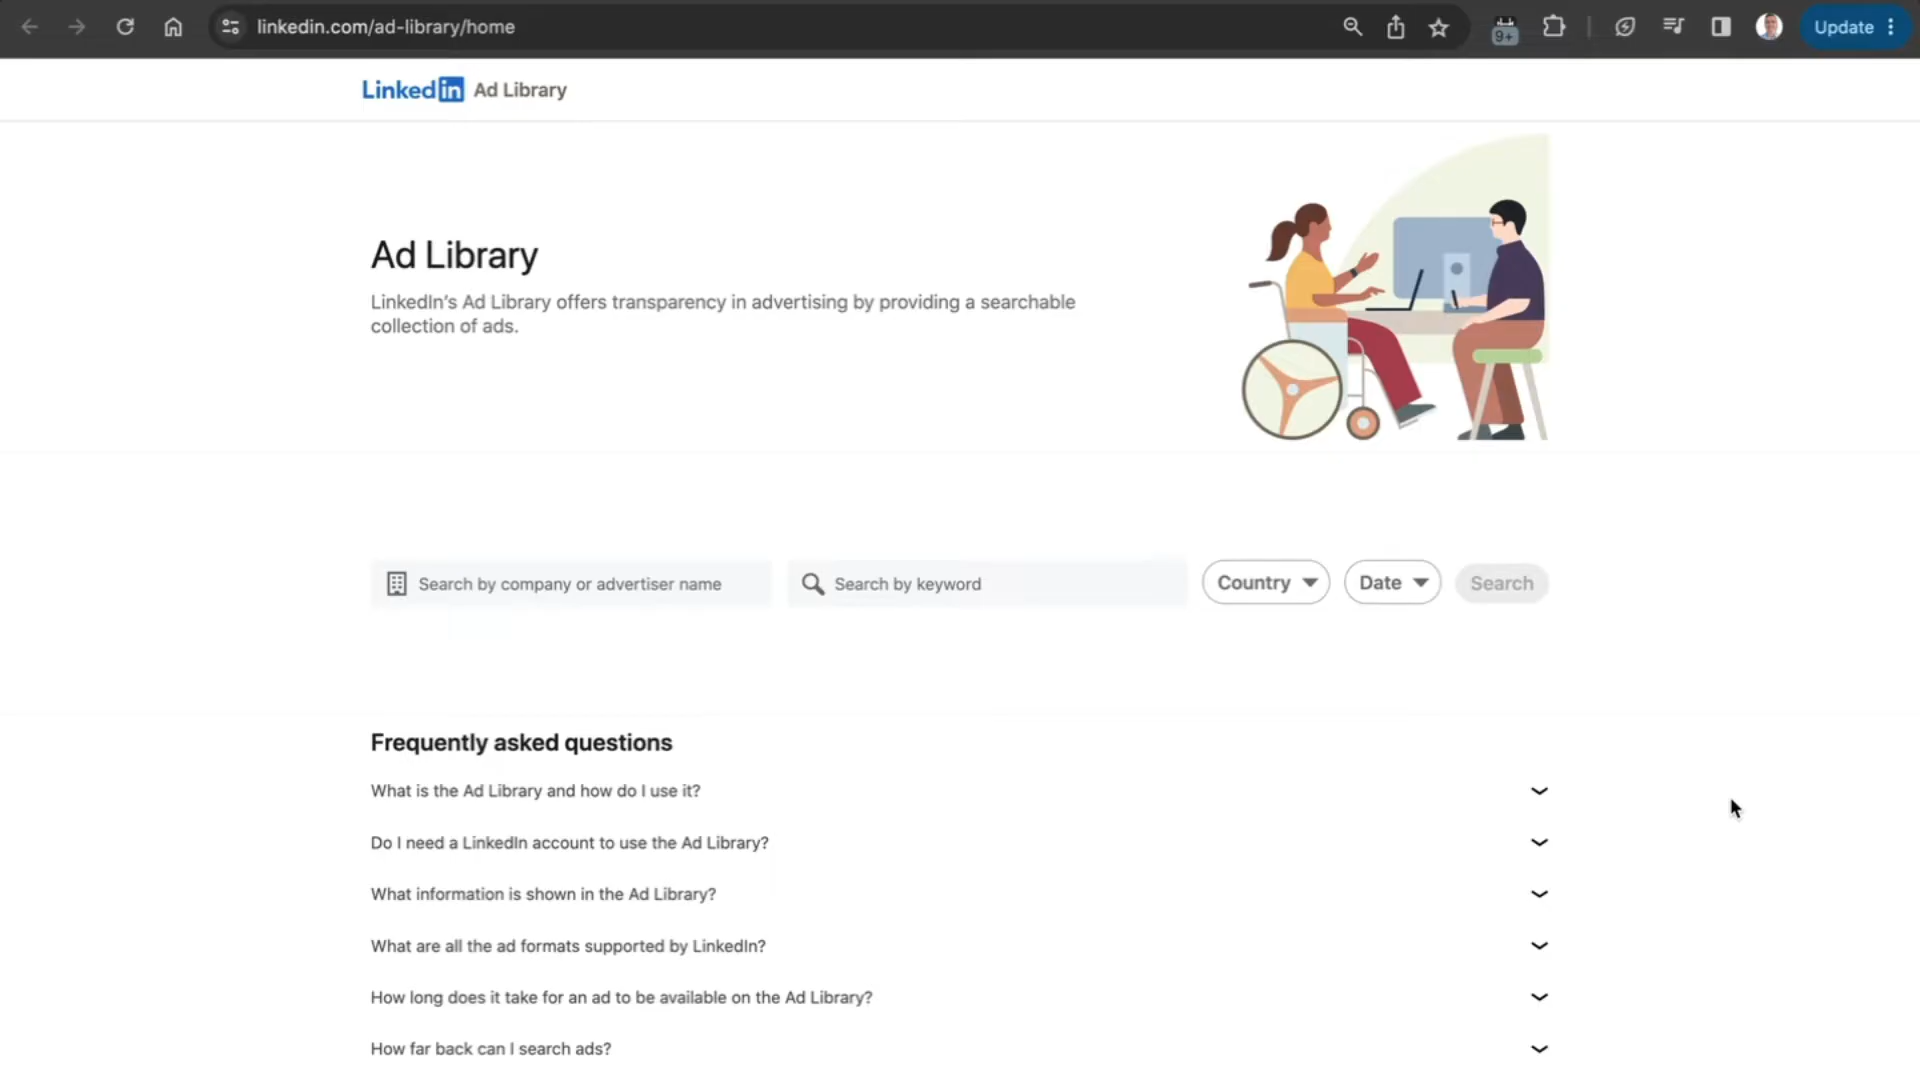 linkedin.com/ad-library/home
9+
Update
Linkedin Ad Library
Ad Library
LinkedIn's Ad Library offers transparency in advertising by providing a searchable
collection of ads.
Search by company or advertiser name
Search by keyword
Country
Date
Search
Frequently asked questions
What is the Ad Library and how do I use it?
Do I need a LinkedIn account to use the Ad Library?
What information is shown in the Ad Library?
What are all the ad formats supported by LinkedIn?
How long does it take for an ad to be available on the Ad Library?
How far back can I search ads?